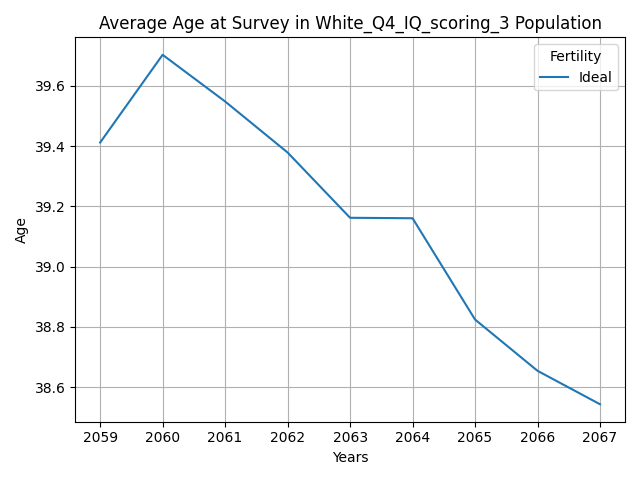 Average Age at Survey in White_Q4_IQ_scoring_3 Population
Fertility
Ideal
39.6
39.4
39.2
39.0
38.8
38.6
Age
2059 2060 2061 2062 2063 2064 2065 2066 2067
Years